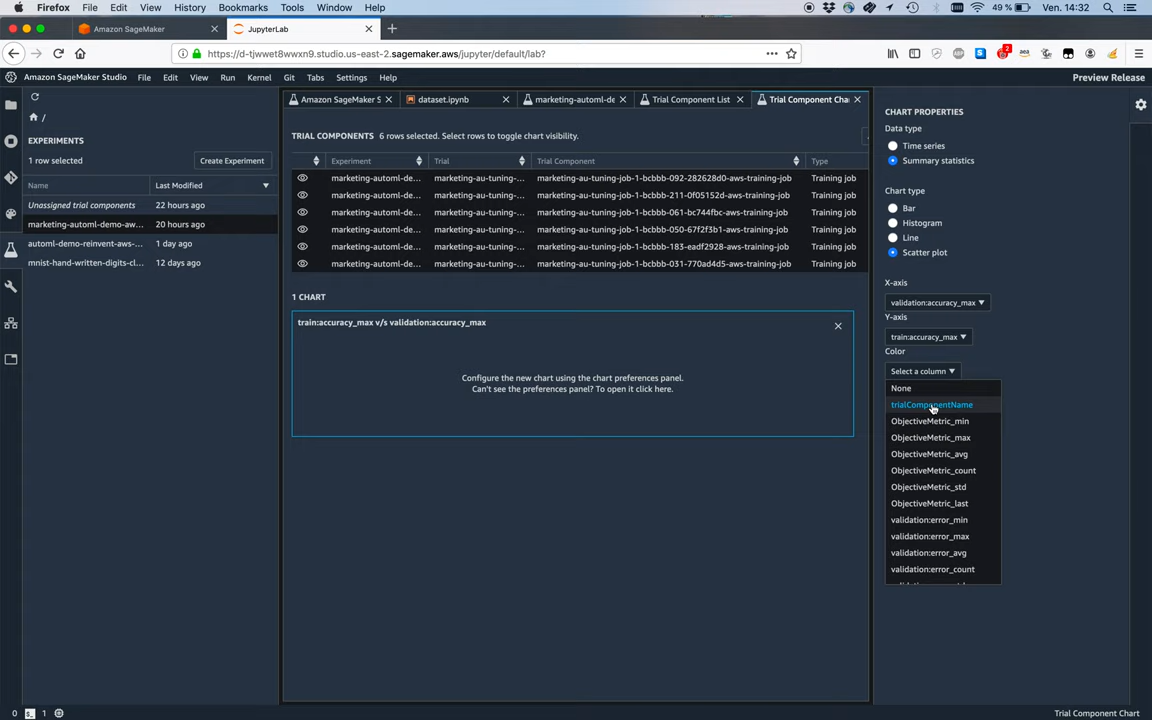 Firefox File Edit View History Bookmarks Tools Window Help 2 49 % Ven. 14:32
Amazon SageMaker JupyterLab
https://d-tjwwet8wwxn9.studio.us-east-2.sagemaker.aws/jupyter/default/lab?
Amazon SageMaker Studio File Edit View Run Kernel Git Tabs Settings Help Preview Release
Amazon SageMaker S dataset.ipynb marketing-automl-de Trial Component List Trial Component Cha
/
EXPERIMENTS
1 row selected Create Experiment
Name Last Modified
Unassigned trial components 22 hours ago
marketing-automl-demo-aw... 20 hours ago
automl-demo-reinvent-aws-... 1 day ago
mnist-hand-written-digits-cl... 12 days ago
TRIAL COMPONENTS 6 rows selected. Select rows to toggle chart visibility.
Experiment Trial Trial Component Type
marketing-automl-de... marketing-au-tuning-... marketing-au-tuning-job-1-bcbbb-092-282628d0-aws-training-job Training job
marketing-automl-de... marketing-au-tuning-... marketing-au-tuning-job-1-bcbbb-211-0f05152d-aws-training-job Training job
marketing-automl-de... marketing-au-tuning-... marketing-au-tuning-job-1-bcbbb-061-bc744fbc-aws-training-job Training job
marketing-automl-de... marketing-au-tuning-... marketing-au-tuning-job-1-bcbbb-050-67f2f3b1-aws-training-job Training job
marketing-automl-de... marketing-au-tuning-... marketing-au-tuning-job-1-bcbbb-183-eadf2928-aws-training-job Training job
marketing-automl-de... marketing-au-tuning-... marketing-au-tuning-job-1-bcbbb-031-770ad4d5-aws-training-job Training job
1 CHART
train:accuracy_max v/s validation:accuracy_max
Configure the new chart using the chart preferences panel.
Can't see the preferences panel? To open it click here.
CHART PROPERTIES
Data type
Time series
Summary statistics
Chart type
Bar
Histogram
Line
Scatter plot
X-axis
validation:accuracy_max
Y-axis
train:accuracy_max
Color
Select a column
None
trialComponentName
ObjectiveMetric_min
ObjectiveMetric_max
ObjectiveMetric_avg
ObjectiveMetric_count
ObjectiveMetric_std
ObjectiveMetric_last
validation:error_min
validation:error_max
validation:error_avg
validation:error_count
0 1 Trial Component Chart